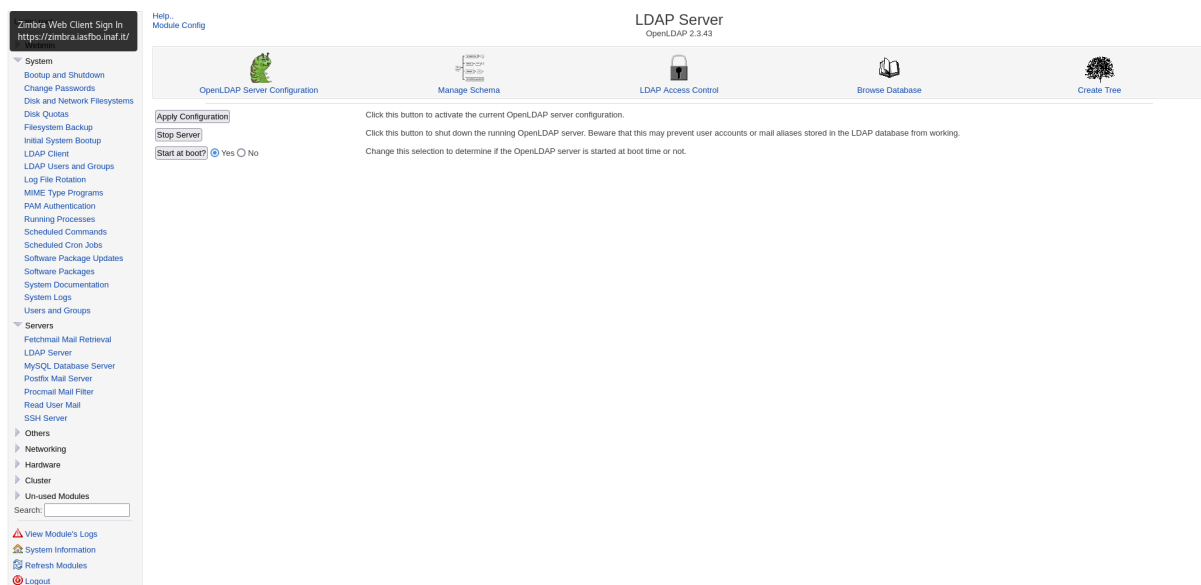 Zimbra Web Client Sign In
https://zimbra.iasfbo.inaf.it/
System
Bootup and Shutdown
Change Passwords
Disk and Network Filesystems
Disk Quotas
Filesystem Backup
Initial System Bootup
LDAP Client
LDAP Users and Groups
Log File Rotation
MIME Type Programs
PAM Authentication
Running Processes
Scheduled Commands
Scheduled Cron Jobs
Software Package Updates
Software Packages
System Documentation
System Logs
Users and Groups
Servers
Fetchmail Mail Retrieval
LDAP Server
MySQL Database Server
Postfix Mail Server
Procmail Mail Filter
Read User Mail
SSH Server
Others
Networking
Hardware
Cluster
Un-used Modules
Search:
View Module's Logs
System Information
Refresh Modules
Logout
Help..
Module Config
LDAP Server
OpenLDAP 2.3.43
OpenLDAP Server Configuration
Manage Schema
LDAP Access Control
Browse Database
Create Tree
Apply Configuration Click this button to activate the current OpenLDAP server configuration.
Stop Server Click this button to shut down the running OpenLDAP server. Beware that this may prevent user accounts or mail aliases stored in the LDAP database from working.
Start at boot? Yes No Change this selection to determine if the OpenLDAP server is started at boot time or not.